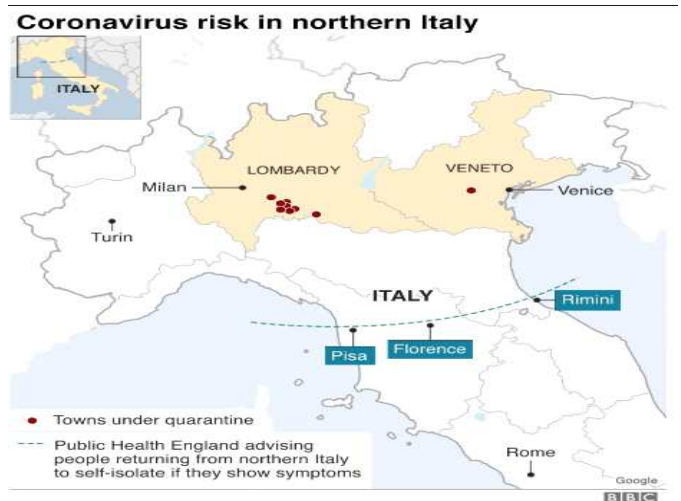 Coronavirus risk in northern Italy
ITALY
LOMBARDY
VENETO
Milan
Venice
Turin
ITALY
Rimini
Pisa
Florence
Towns under quarantine
Public Health England advising
people returning from northern Italy
to self-isolate if they show symptoms
Rome
Google
BBC